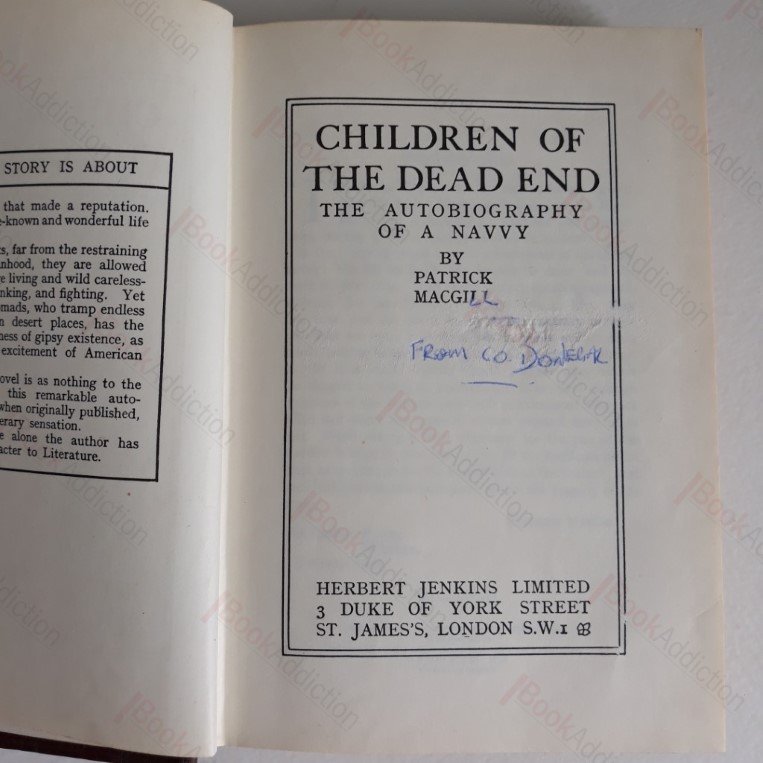 STORY IS ABOUT
that made a reputation.
-known and wonderful life
s, far from the restraining
nhood, they are allowed
e living and wild careless-
nking, and fighting. Yet
mads, who tramp endless
n desert places, has the
ness of gipsy existence, as
excitement of American
ovel is as nothing to the
this remarkable auto-
when originally published,
erary sensation.
e alone the author has
acter to Literature.
CHILDREN OF
THE DEAD END
THE AUTOBIOGRAPHY
OF A NAVVY
BY
PATRICK
MACGILL
FROM CO. DONEGAL
HERBERT JENKINS LIMITED
3 DUKE OF YORK STREET
ST. JAMES'S, LONDON S.W.1
BookAddiction